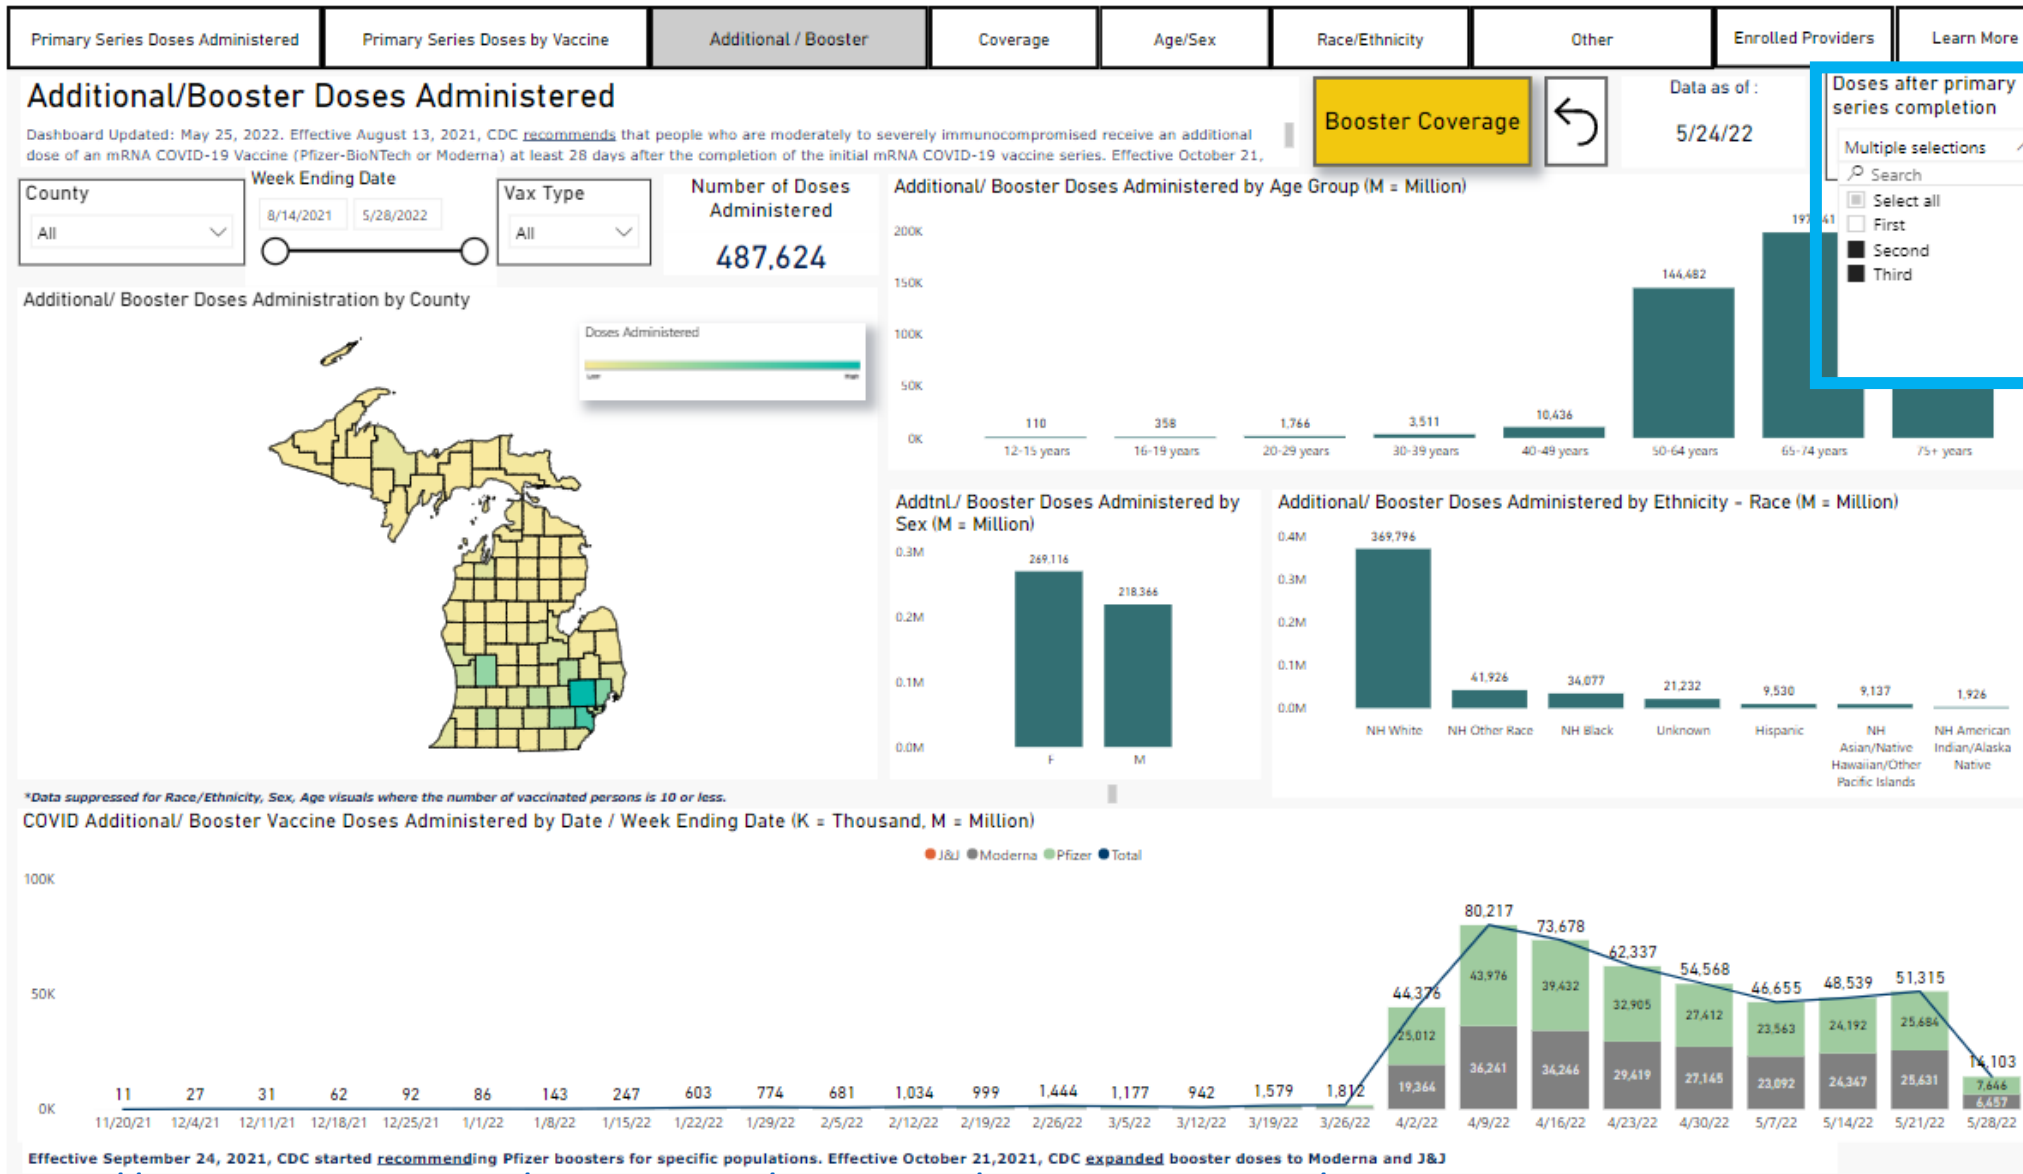 Primary Series Doses Administered
Primary Series Doses by Vaccine
Additional / Booster
Coverage
Age/Sex
Race/Ethnicity
Other
Enrolled Providers
Learn More
Additional/Booster Doses Administered
Dashboard Updated: May 25, 2022. Effective August 13, 2021, CDC recommends that people who are moderately to severely immunocompromised receive an additional
dose of an mRNA COVID-19 Vaccine (Pfizer-BioNTech or Moderna) at least 28 days after the completion of the initial mRNA COVID-19 vaccine series. Effective October 21,
Booster Coverage
Data as of :
5/24/22
Doses after primary
series completion
Multiple selections
Search
Select all
First
Second
Third
County
All
Week Ending Date
8/14/2021
5/28/2022
Vax Type
All
Number of Doses
Administered
487,624
Additional/ Booster Doses Administered by Age Group (M = Million)
200K
150K
100K
50K
0K
110
358
1,766
3,511
10,436
144,482
12-15 years
16-19 years
20-29 years
30-39 years
40-49 years
50-64 years
65-74 years
75+ years
Additional/ Booster Doses Administration by County
Doses Administered
Low
High
Addtnl./ Booster Doses Administered by
Sex (M = Million)
0.3M
0.2M
0.1M
0.0M
269,116
218,366
F
M
Additional/ Booster Doses Administered by Ethnicity - Race (M = Million)
0.4M
0.3M
0.2M
0.1M
0.0M
369,796
41,926
34,077
21,232
9,530
9,137
1,926
NH White
NH Other Race
NH Black
Unknown
Hispanic
NH
Asian/Native
Hawaiian/Other
Pacific Islands
NH American
Indian/Alaska
Native
*Data suppressed for Race/Ethnicity, Sex, Age visuals where the number of vaccinated persons is 10 or less.
COVID Additional/ Booster Vaccine Doses Administered by Date / Week Ending Date (K = Thousand, M = Million)
J&J Moderna Pfizer Total
100K
50K
0K
11 27 31 62 92 86 143 247 603 774 681 1,034 999 1,444 1,177 942 1,579 1,812
44,376 80,217 73,678 62,337 54,568 46,655 48,539 51,315 14,103
25,012 43,976 39,432 32,905 27,412 23,563 24,192 25,684 7,646
19,364 36,241 34,246 29,419 27,145 23,092 24,347 25,631 6,457
11/20/21 12/4/21 12/11/21 12/18/21 12/25/21 1/1/22 1/8/22 1/15/22 1/22/22 1/29/22 2/5/22 2/12/22 2/19/22 2/26/22 3/5/22 3/12/22 3/19/22 3/26/22 4/2/22 4/9/22 4/16/22 4/23/22 4/30/22 5/7/22 5/14/22 5/21/22 5/28/22
Effective September 24, 2021, CDC started recommending Pfizer boosters for specific populations. Effective October 21,2021, CDC expanded booster doses to Moderna and J&J